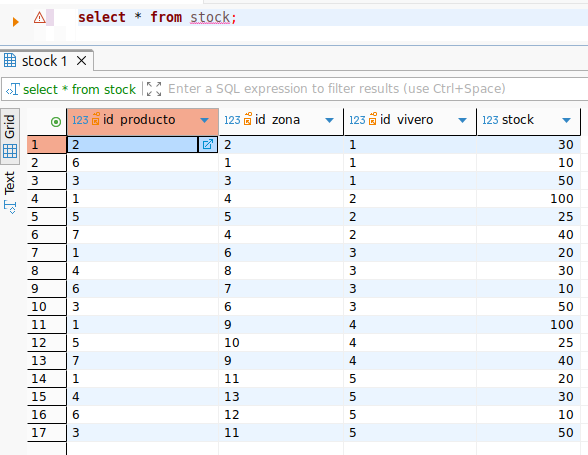 select * from stock;
stock 1
select * from stock Enter a SQL expression to filter results (use Ctrl+Space)
Grid
Text
123 id_producto 123 id_zona 123 id_vivero 123 stock
1 2 2 1 30
2 6 1 1 10
3 3 3 1 50
4 1 4 2 100
5 5 5 2 25
6 7 4 2 40
7 1 6 3 20
8 4 8 3 30
9 6 7 3 10
10 3 6 3 50
11 1 9 4 100
12 5 10 4 25
13 7 9 4 40
14 1 11 5 20
15 4 13 5 30
16 6 12 5 10
17 3 11 5 50